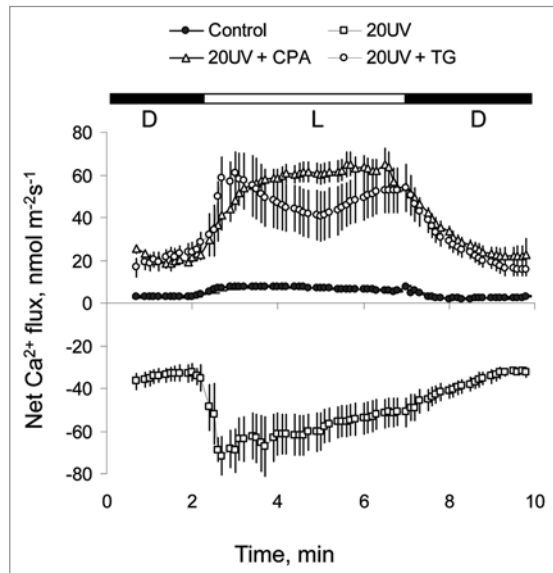 Control 20UV
20UV + CPA 20UV + TG
D L D
80
60
40
20
0
-20
-40
-60
-80
Net Ca²⁺ flux, nmol m⁻²s⁻¹
0 2 4 6 8 10
Time, min